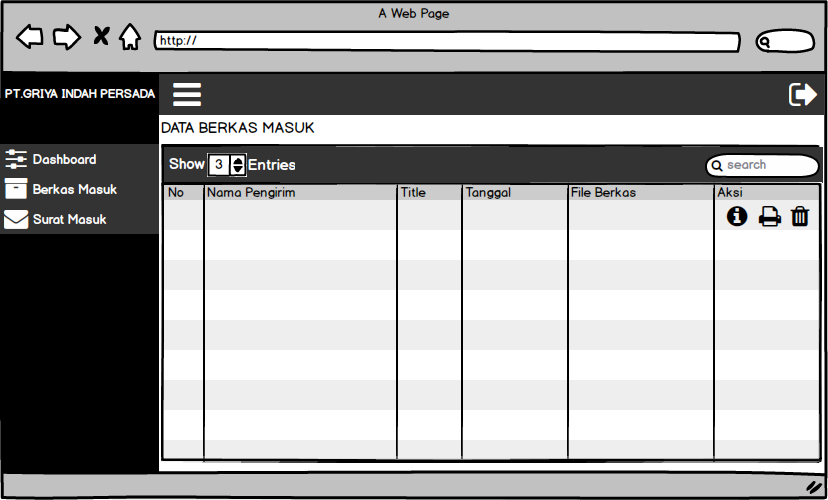 A Web Page
http://
PT.GRIYA INDAH PERSADA
DATA BERKAS MASUK
Dashboard
Berkas Masuk
Surat Masuk
Show 3 Entries
search
No Nama Pengirim Title Tanggal File Berkas Aksi